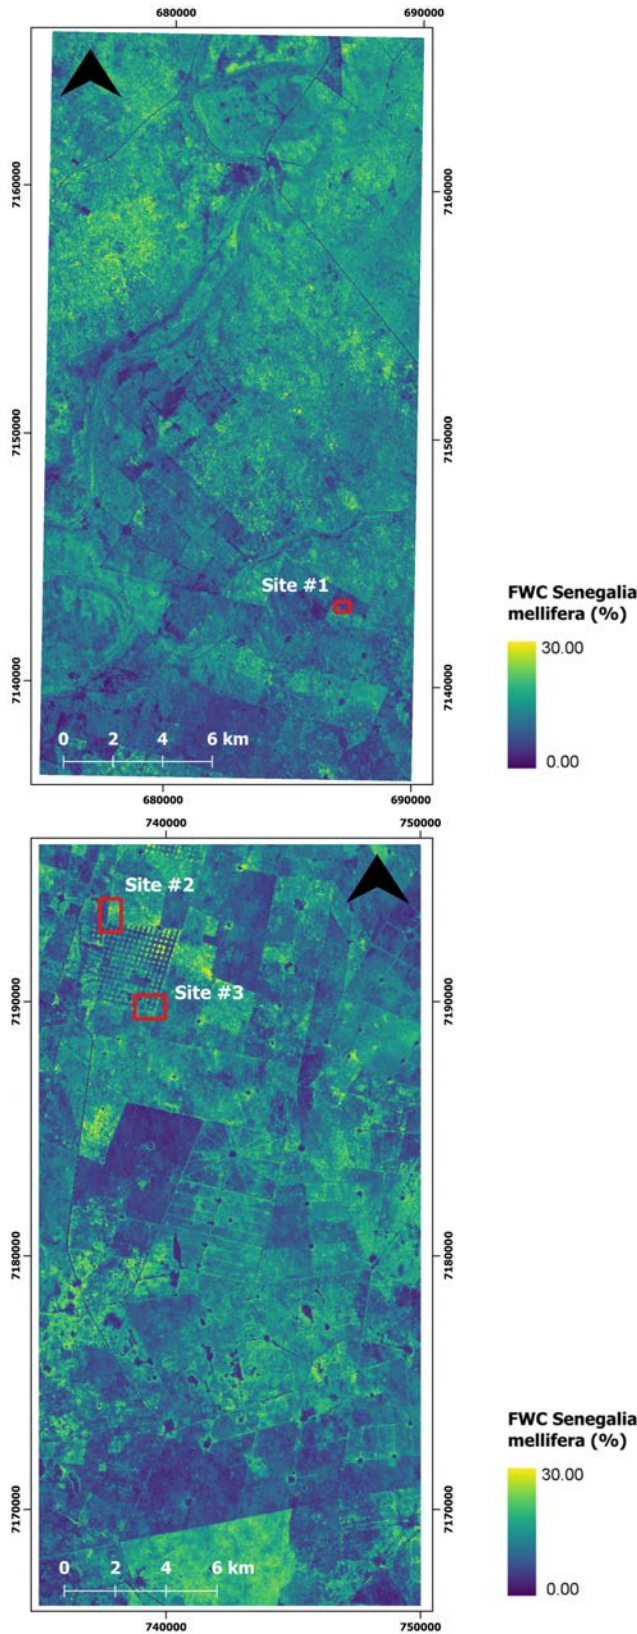 680000
690000
7160000
7160000
7150000
7150000
Site #1
FWC Senegalia
mellifera (%)
30.00
0.00
7140000
7140000
0 2 4 6 km
680000
690000
740000
750000
Site #2
Site #3
7190000
7190000
7180000
7180000
FWC Senegalia
mellifera (%)
30.00
0.00
7170000
7170000
0 2 4 6 km
740000
750000